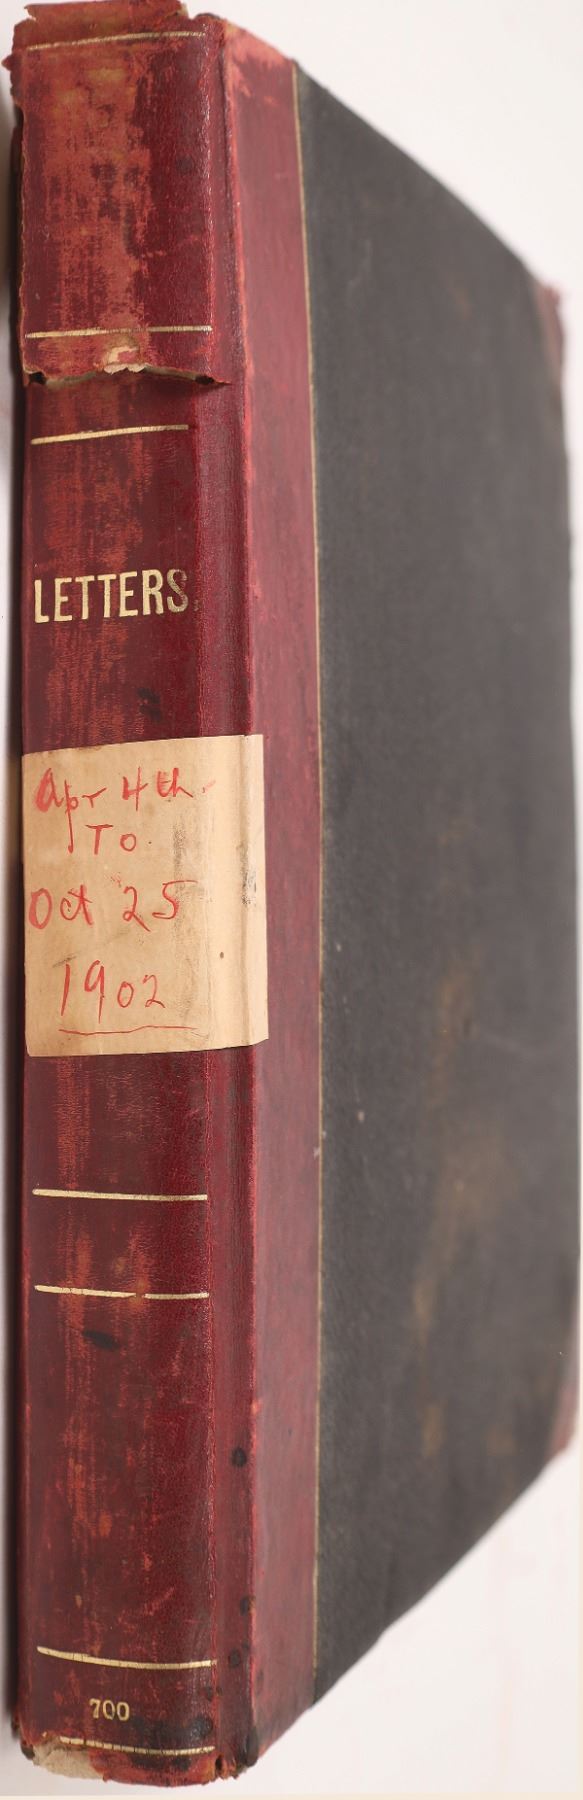 LETTERS.
Apr 4th
To
Oct 25
1902
700